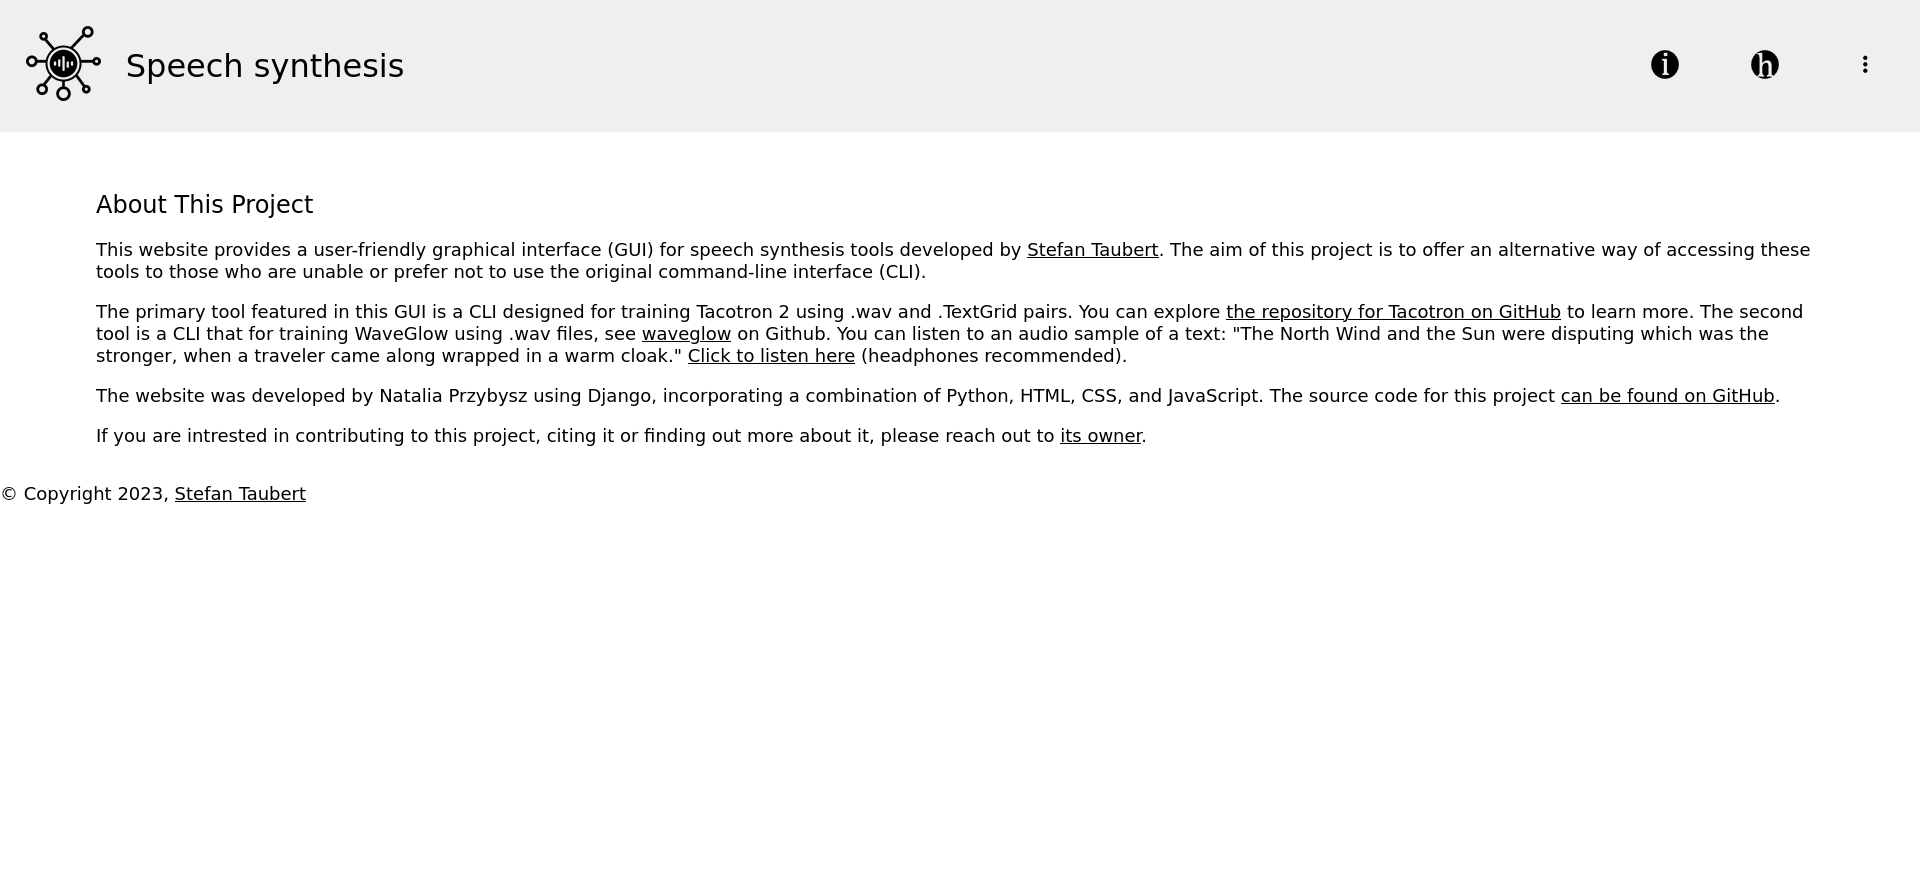 Speech synthesis
i
h
About This Project
This website provides a user-friendly graphical interface (GUI) for speech synthesis tools developed by Stefan Taubert. The aim of this project is to offer an alternative way of accessing these
tools to those who are unable or prefer not to use the original command-line interface (CLI).
The primary tool featured in this GUI is a CLI designed for training Tacotron 2 using .wav and .TextGrid pairs. You can explore the repository for Tacotron on GitHub to learn more. The second
tool is a CLI that for training WaveGlow using .wav files, see waveglow on Github. You can listen to an audio sample of a text: "The North Wind and the Sun were disputing which was the
stronger, when a traveler came along wrapped in a warm cloak." Click to listen here (headphones recommended).
The website was developed by Natalia Przybysz using Django, incorporating a combination of Python, HTML, CSS, and JavaScript. The source code for this project can be found on GitHub.
If you are intrested in contributing to this project, citing it or finding out more about it, please reach out to its owner.
© Copyright 2023, Stefan Taubert